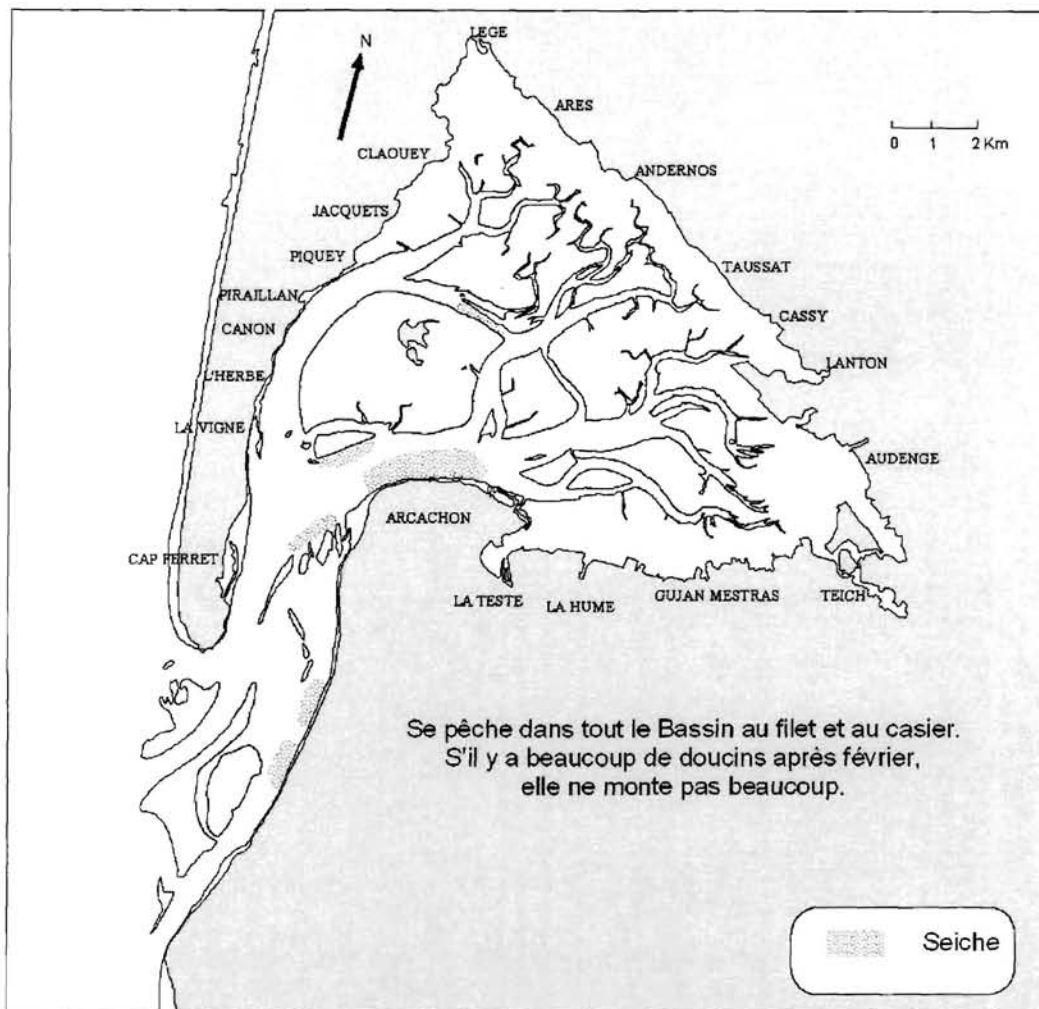 LEGE
N
ARES
0 1 2 Km
CLAOUEY
ANDERNOS
JACQUETS
PIQUEY
TAUSSAT
PIRAILLAN
CASSY
CANON
LANTON
L'HERBE
LA VIGNE
AUDENGE
ARCACHON
CAP FERRET
LA TESTE
LA HUME
GUJAN MESTRAS
TEICH
Se pêche dans tout le Bassin au filet et au casier.
S'il y a beaucoup de doucins après février,
elle ne monte pas beaucoup.
Seiche